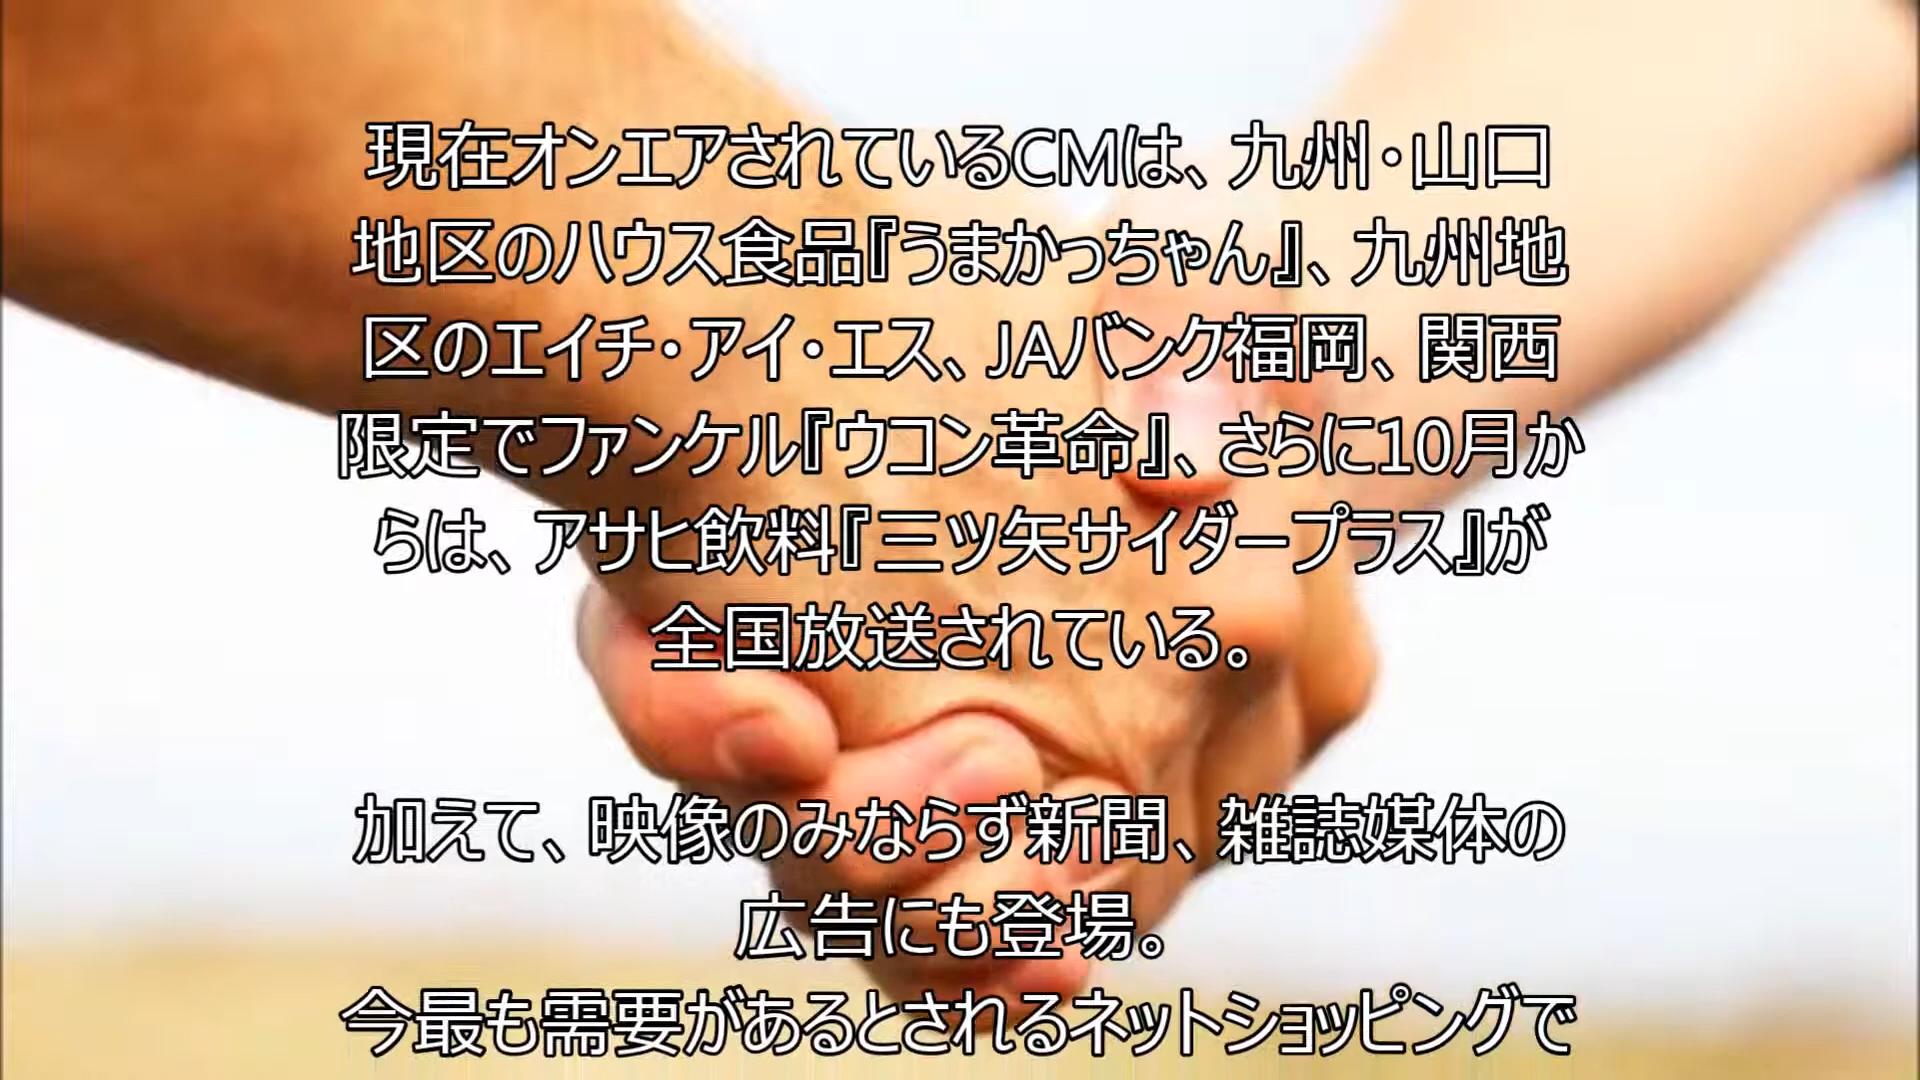 現在オンエアされているCMは、九州・山口
地区のハウス食品『うまかっちゃん』、九州地
区のエイチ・アイ・エス、JAバンク福岡、関西
限定でファンケル『ウコン革命』、さらに10月か
らは、アサヒ飲料『三ツ矢サイダープラス』が
全国放送されている。
加えて、映像のみならず新聞、雑誌媒体の
広告にも登場。
今最も需要があるとされるネットショッピングで